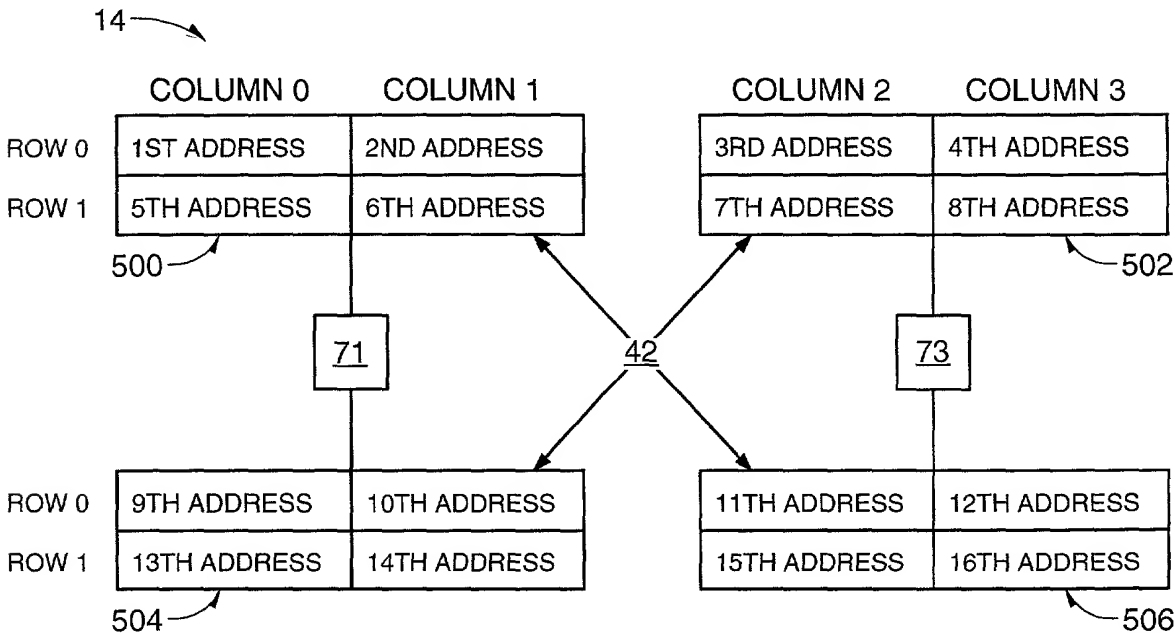 14
COLUMN 0 COLUMN 1 COLUMN 2 COLUMN 3
ROW 0 1ST ADDRESS 2ND ADDRESS 3RD ADDRESS 4TH ADDRESS
ROW 1 5TH ADDRESS 6TH ADDRESS 7TH ADDRESS 8TH ADDRESS
500 502
71 42 73
ROW 0 9TH ADDRESS 10TH ADDRESS 11TH ADDRESS 12TH ADDRESS
ROW 1 13TH ADDRESS 14TH ADDRESS 15TH ADDRESS 16TH ADDRESS
504 506